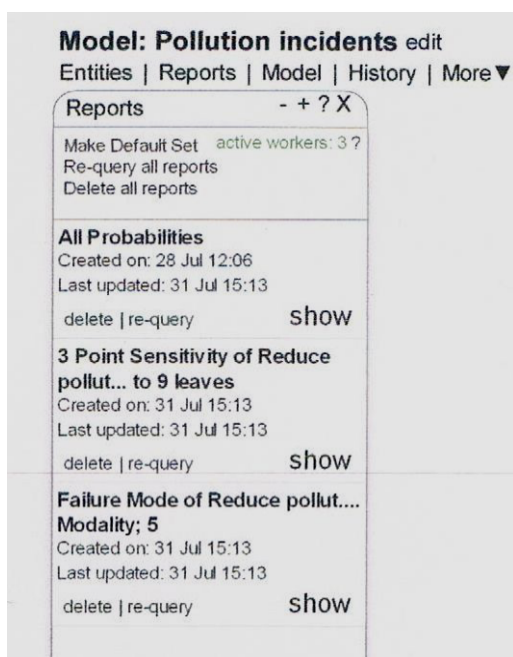 Model: Pollution incidents edit
Entities | Reports | Model | History | More▼
Reports - + ? X
Make Default Set active workers: 3 ?
Re-query all reports
Delete all reports
All Probabilities
Created on: 28 Jul 12:06
Last updated: 31 Jul 15:13
delete | re-query show
3 Point Sensitivity of Reduce
pollut... to 9 leaves
Created on: 31 Jul 15:13
Last updated: 31 Jul 15:13
delete | re-query show
Failure Mode of Reduce pollut....
Modality; 5
Created on: 31 Jul 15:13
Last updated: 31 Jul 15:13
delete | re-query show